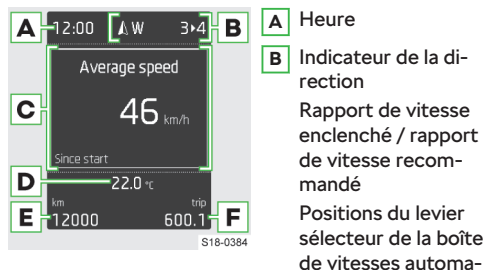 A
12:00
W
3▸4
B
Average speed
C
46 km/h
Since start
D
22.0 °C
km
trip
E
12000
600.1
F
S18-0384
A Heure
B Indicateur de la di-
rection
Rapport de vitesse
enclenché / rapport
de vitesse recom-
mandé
Positions du levier
sélecteur de la boîte
de vitesses automa-